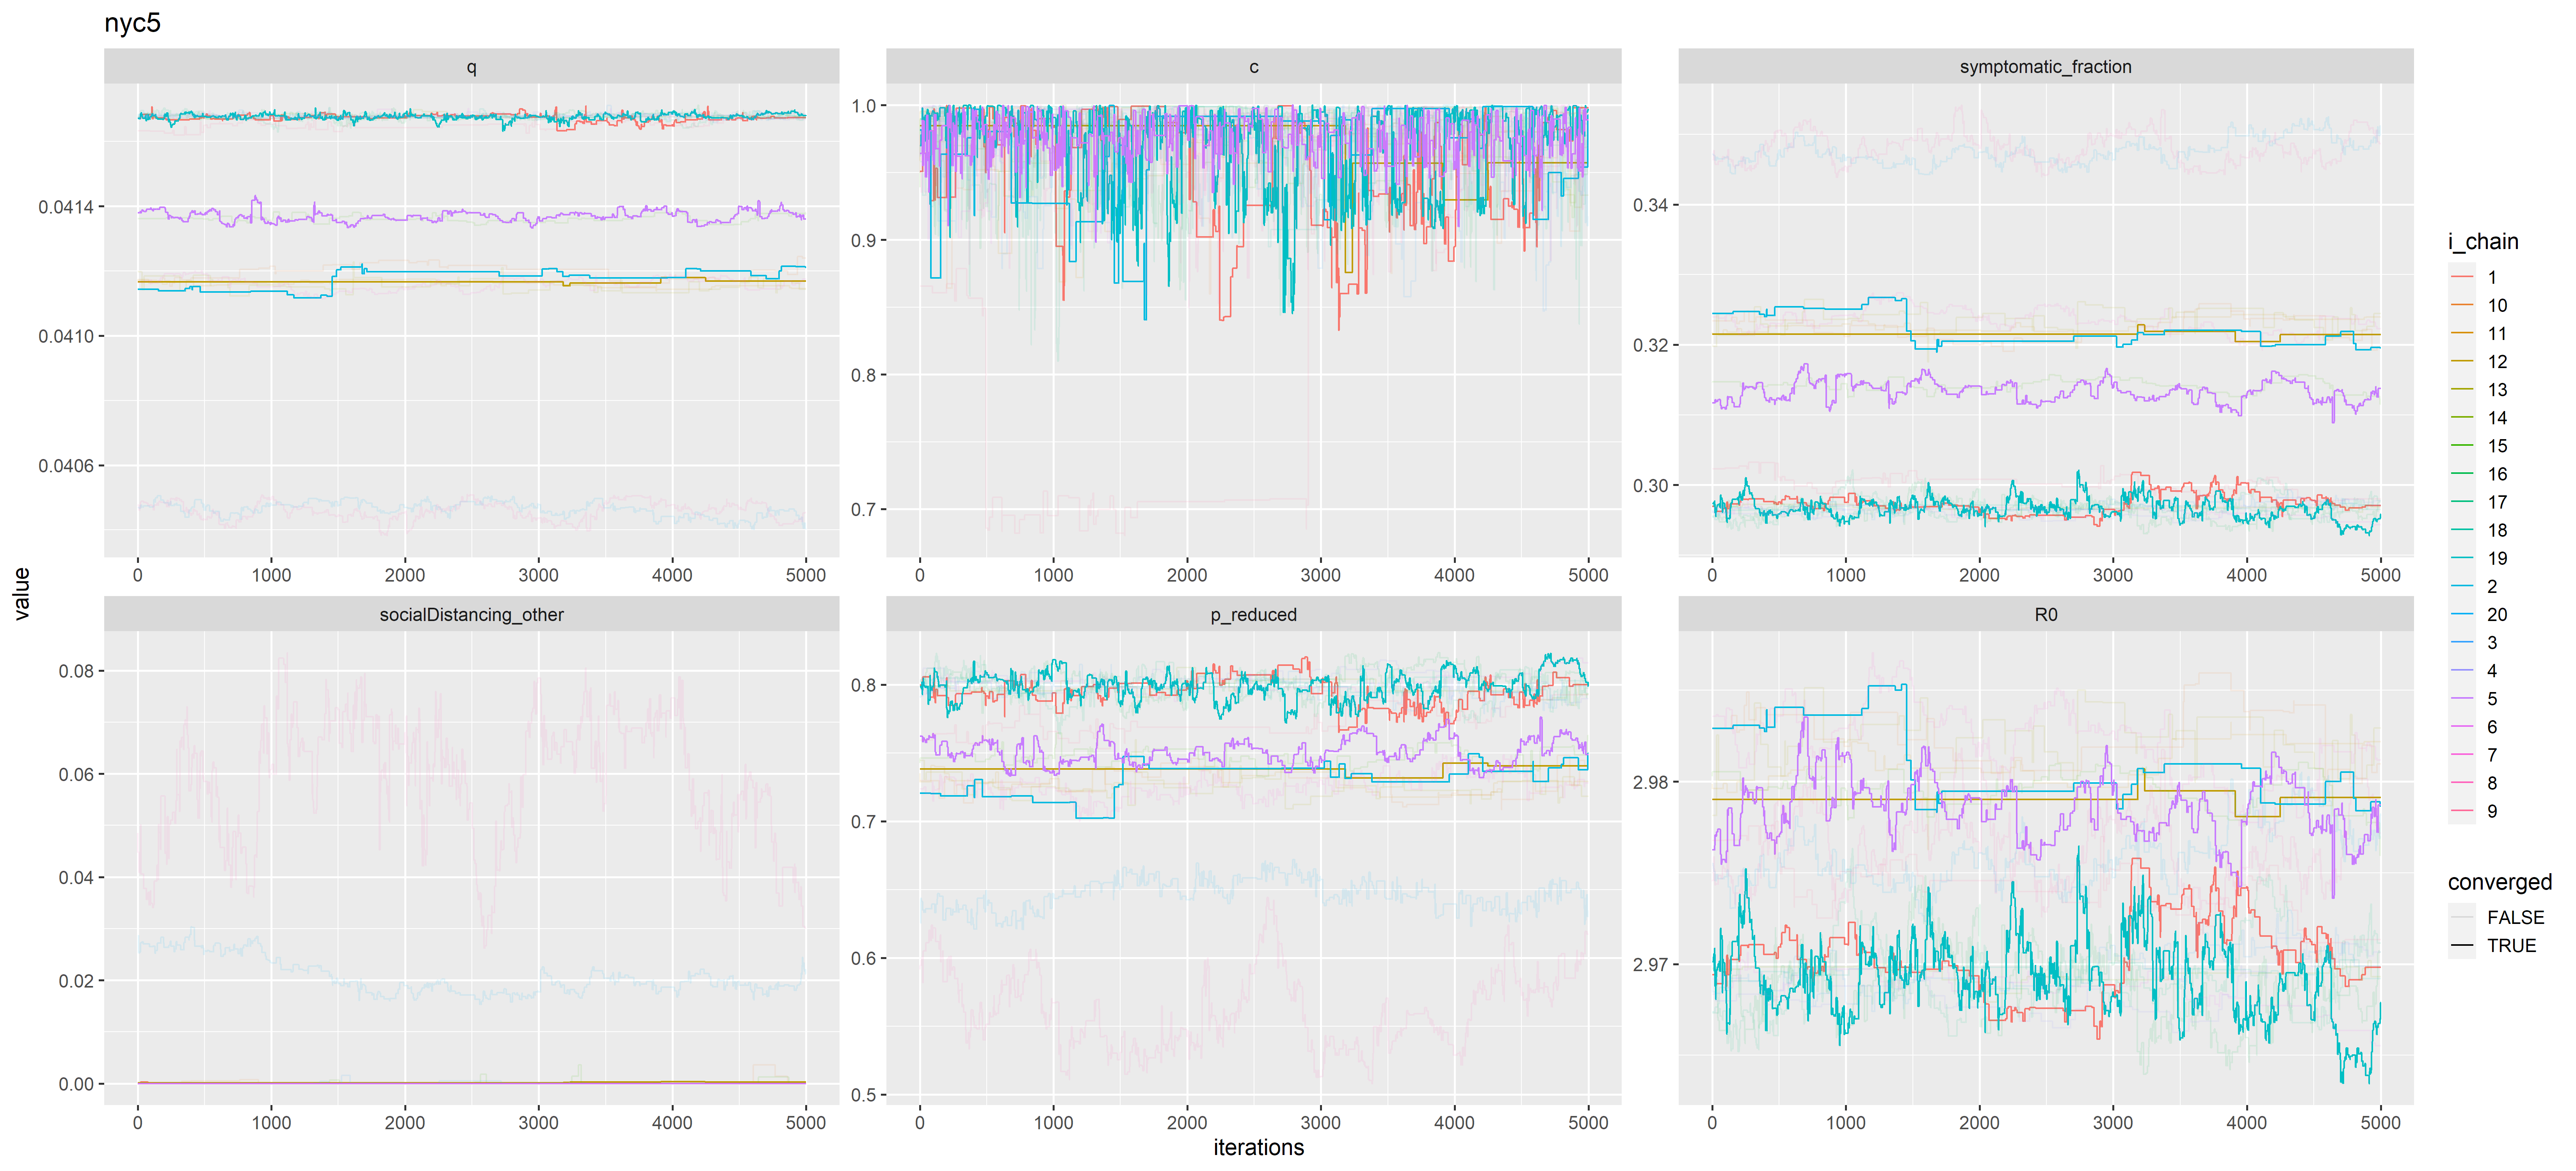 nyc5
q
c
symptomatic_fraction
0.0414
0.0410
0.0406
1.0
0.9
0.8
0.7
0.34
0.32
0.30
0 1000 2000 3000 4000 5000
0 1000 2000 3000 4000 5000
0 1000 2000 3000 4000 5000
value
socialDistancing_other
p_reduced
R0
0.08
0.06
0.04
0.02
0.00
0.8
0.7
0.6
0.5
2.98
2.97
0 1000 2000 3000 4000 5000
0 1000 2000 3000 4000 5000
0 1000 2000 3000 4000 5000
iterations
i_chain
1
10
11
12
13
14
15
16
17
18
19
2
20
3
4
5
6
7
8
9
converged
FALSE
TRUE